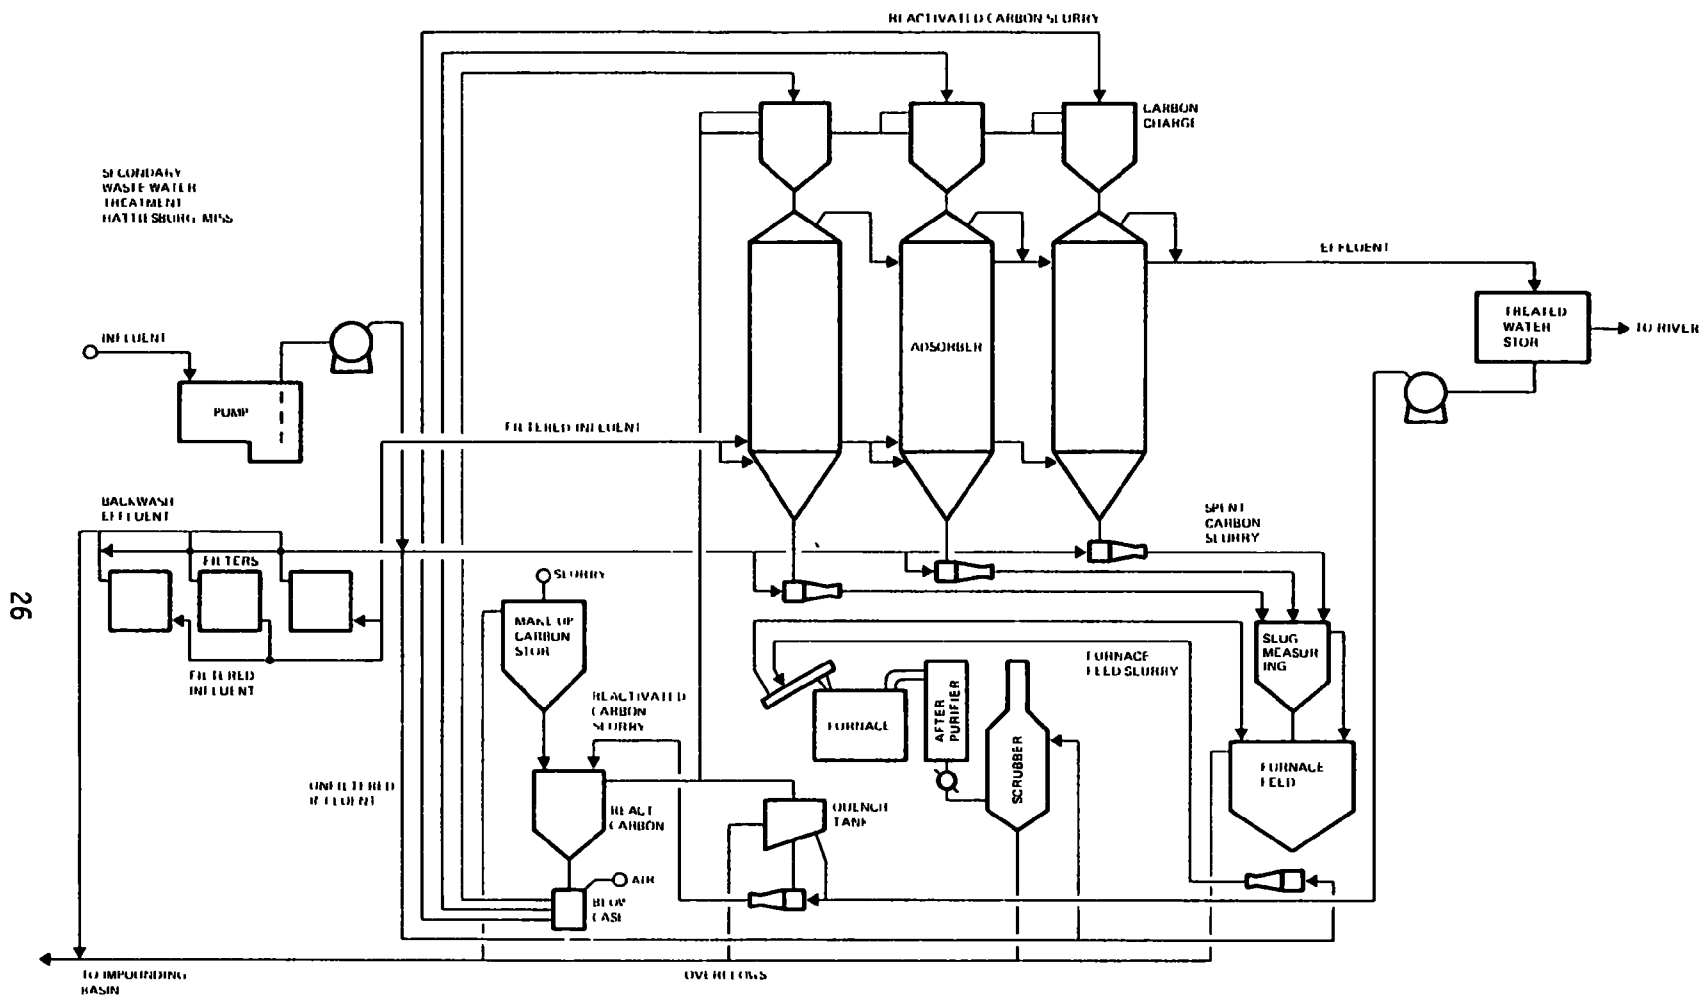 REACTIVATED CARBON SLURRY
CARBON
CHARGE
SECONDARY
WASTE WATER
TREATMENT
HATTIESBURG MISS
EFFLUENT
TREATED
WATER
STOR
TO RIVER
INFLUENT
PUMP
ADSORBER
FILTERED INFLUENT
BACKWASH
EFFLUENT
SPENT
CARBON
SLURRY
FILTERS
SLURRY
MAKE UP
CARBON
STOR
SLUG
MEASUR
ING
FILTERED
INFLUENT
FURNACE
FEED SLURRY
REACTIVATED
CARBON
SLURRY
FURNACE
AFTER
PURIFIER
SCRUBBER
FURNACE
FEED
UNFILTERED
INFLUENT
REACT
CARBON
QUENCH
TANK
AIR
BLOW
CASE
TO IMPOUNDING
BASIN
OVERFLOWS
26